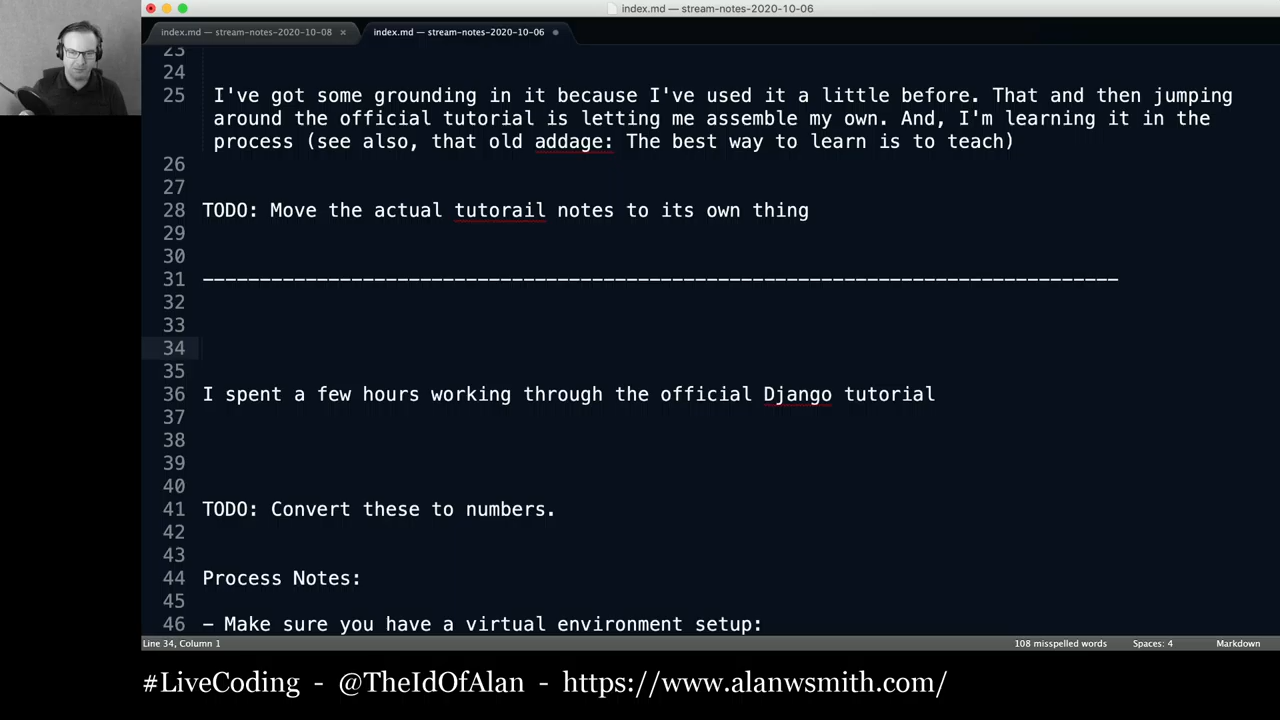 index.md — stream-notes-2020-10-06
index.md — stream-notes-2020-10-08 ×
index.md — stream-notes-2020-10-06
23
24
25 I've got some grounding in it because I've used it a little before. That and then jumping
around the official tutorial is letting me assemble my own. And, I'm learning it in the
process (see also, that old addage: The best way to learn is to teach)
26
27
28 TODO: Move the actual tutorail notes to its own thing
29
30
31 --------------------------------------------------------------------------------
32
33
34
35
36 I spent a few hours working through the official Django tutorial
37
38
39
40
41 TODO: Convert these to numbers.
42
43
44 Process Notes:
45
46 - Make sure you have a virtual environment setup:
Line 34, Column 1 108 misspelled words Spaces: 4 Markdown
#LiveCoding - @TheIdOfAlan - https://www.alanwsmith.com/